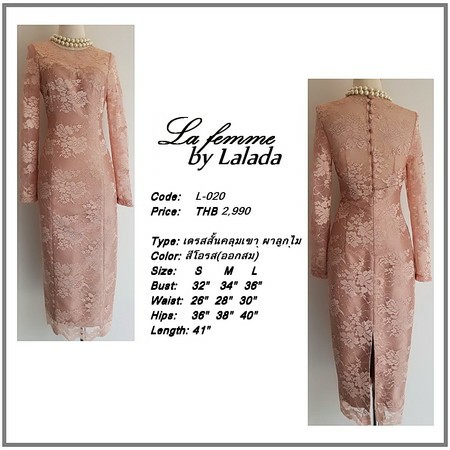 La femme
by Lalada
Code: L-020
Price: THB 2,990
Type: เดรสสั้นคลุมเขา ผาลูกไม
Color: สีโอรส(ออกสม)
Size: S M L
Bust: 32" 34" 36"
Waist: 26" 28" 30"
Hips: 36" 38" 40"
Length: 41"